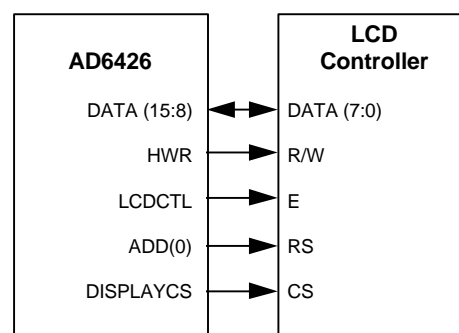 AD6426
LCD
Controller
DATA (15:8)
DATA (7:0)
HWR
R/W
LCDCTL
E
ADD(0)
RS
DISPLAYCS
CS